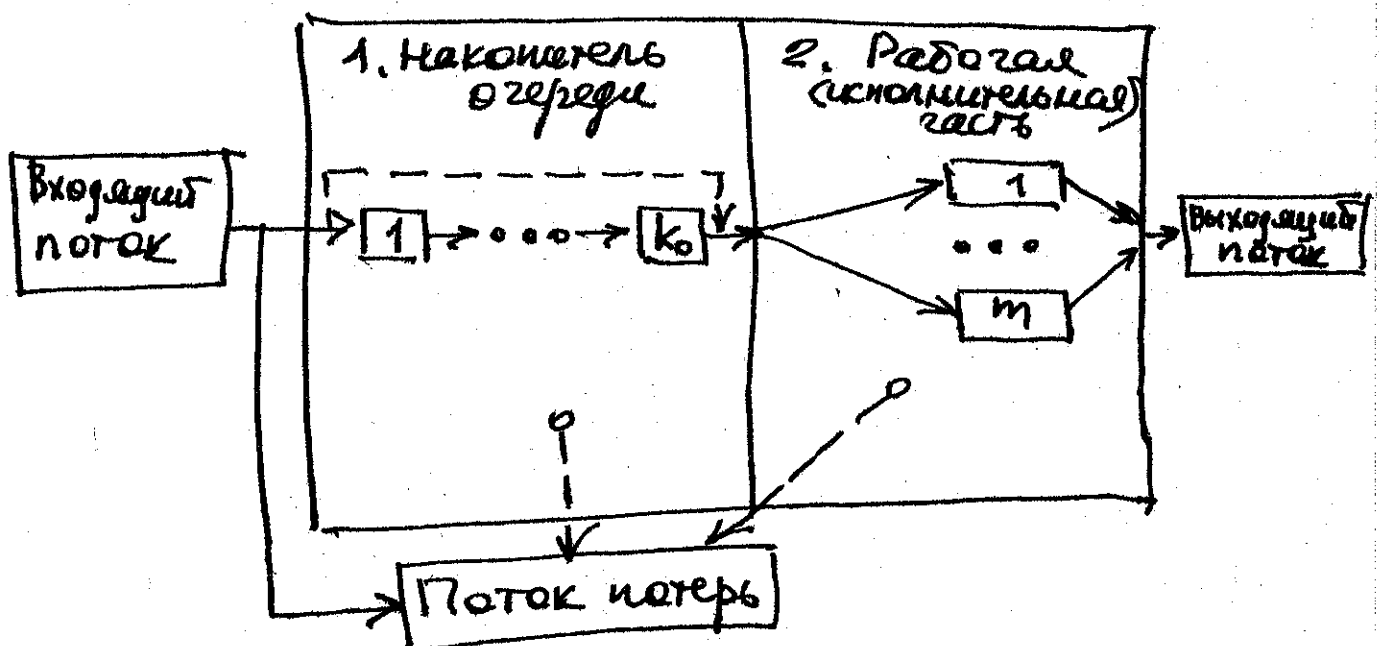 1. Накопитель
очереди
2. Рабочая
(исполнительная)
часть
Входящий
поток
1
k₀
1
m
Выходящий
поток
Поток потерь